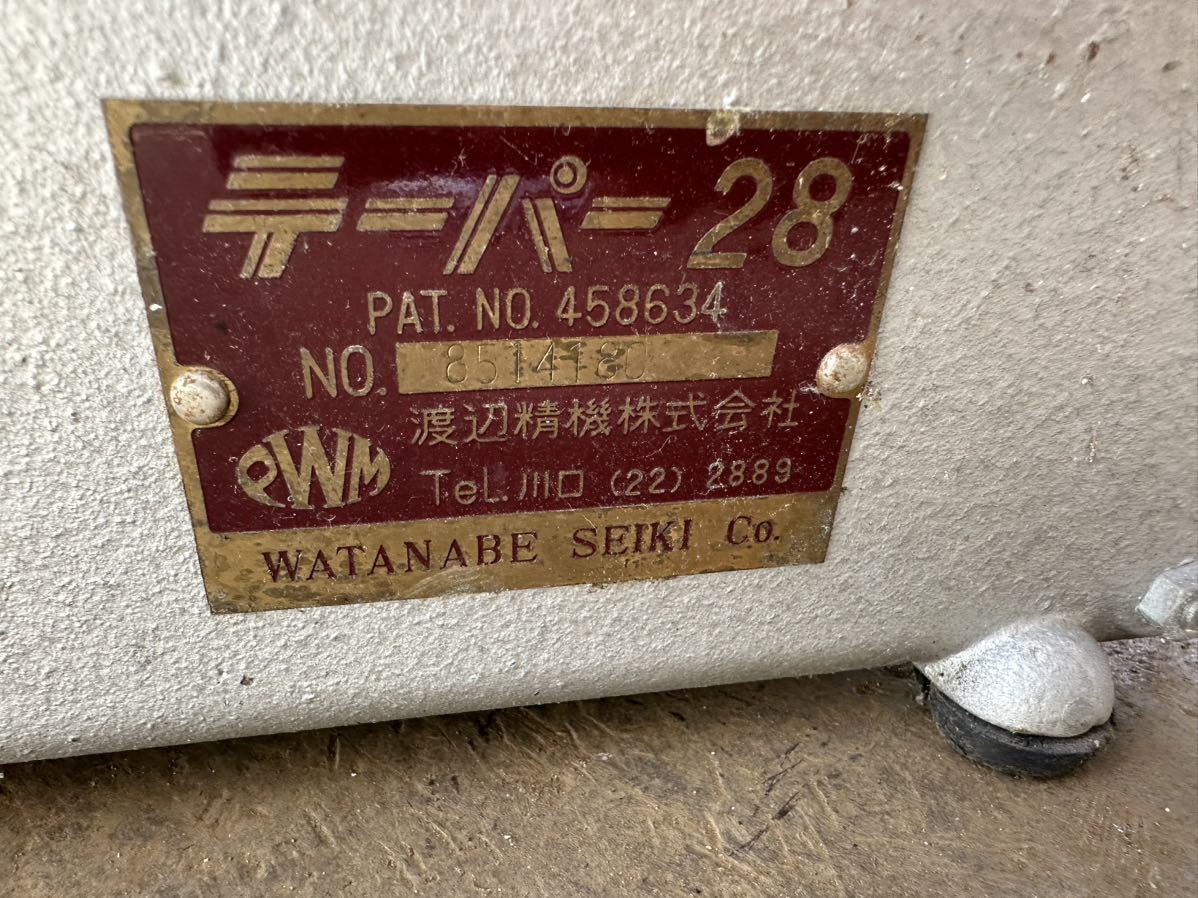 テーパー28
PAT. NO. 458634
NO. 8514180
PWM 渡辺精機株式会社
TEL. 川口 (22) 2889
WATANABE SEIKI Co.